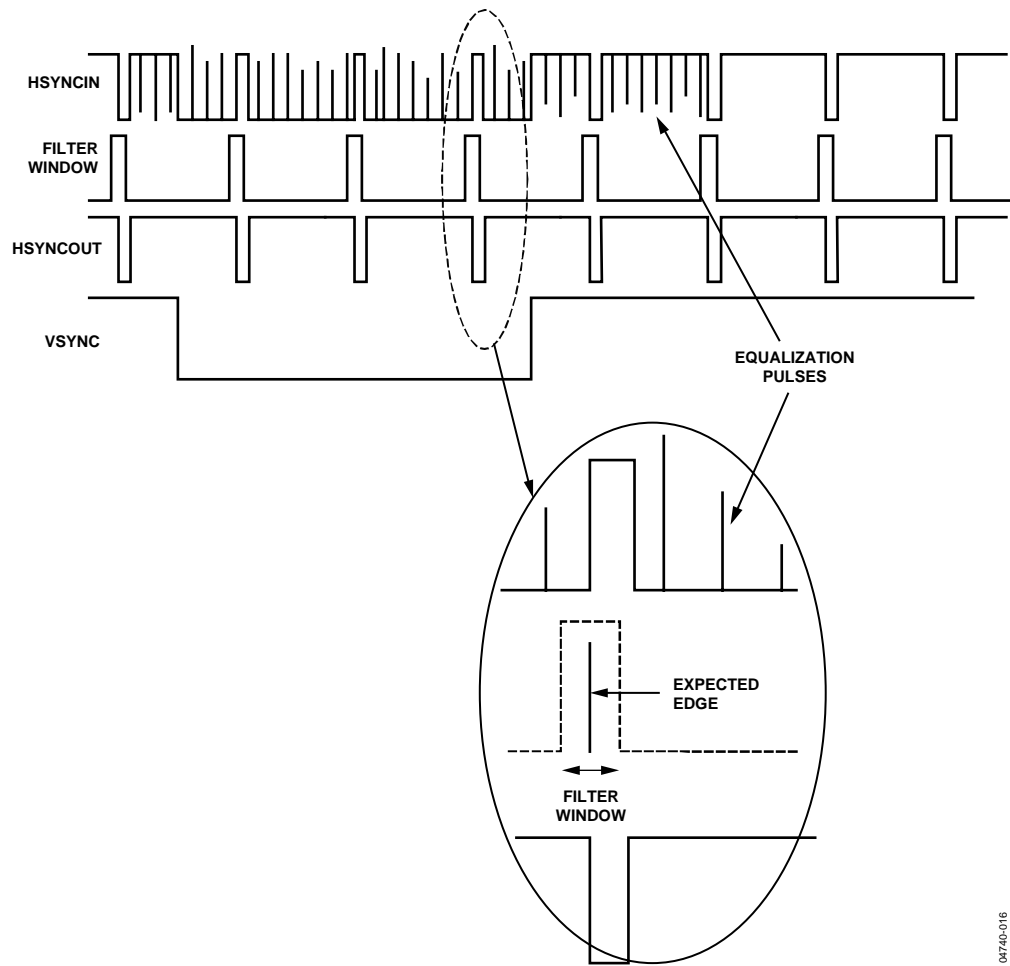 HSYNCIN
FILTER
WINDOW
HSYNCOUT
VSYNC
EQUALIZATION
PULSES
EXPECTED
EDGE
FILTER
WINDOW
04740-016